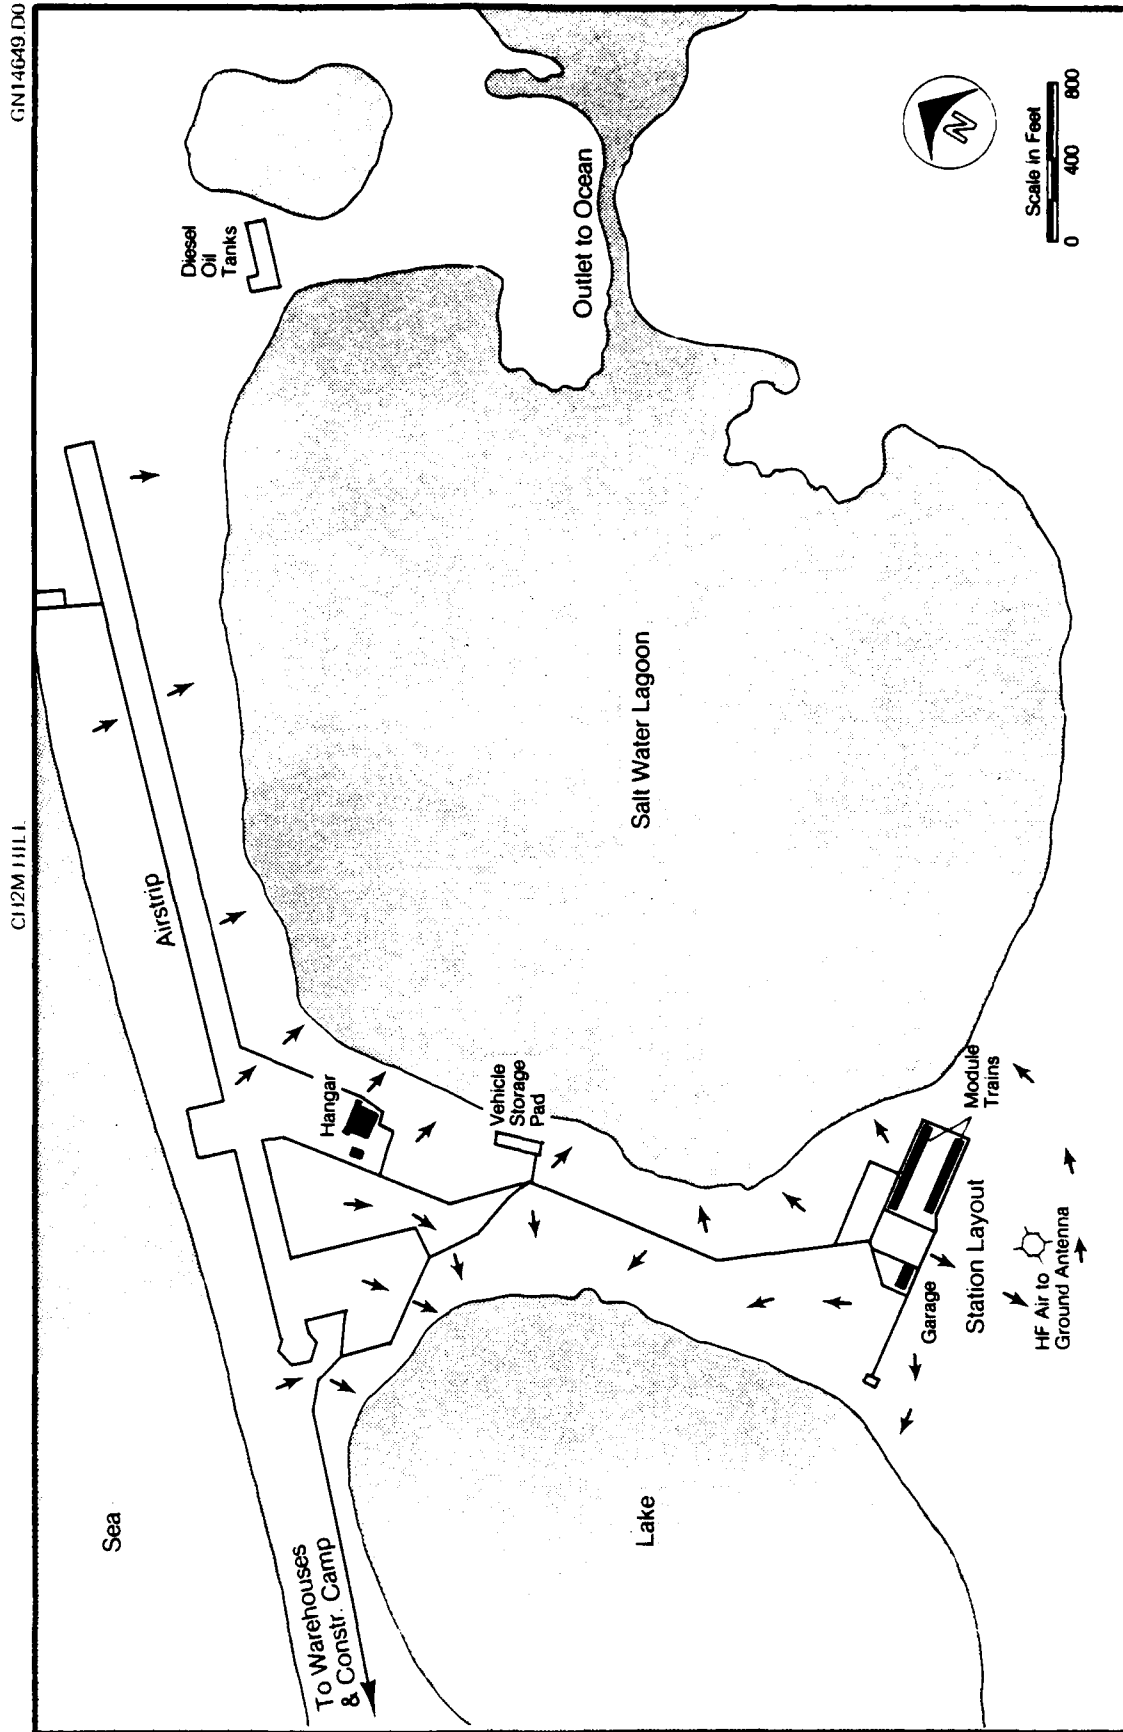 CH2M HILL
GN14649.D0
Sea
To Warehouses
& Constr. Camp
Airstrip
Diesel
Oil
Tanks
Hangar
Vehicle
Storage
Pad
Outlet to Ocean
Salt Water Lagoon
Lake
Garage
Station Layout
Module
Trains
HF Air to
Ground Antenna
N
Scale in Feet
0 400 800